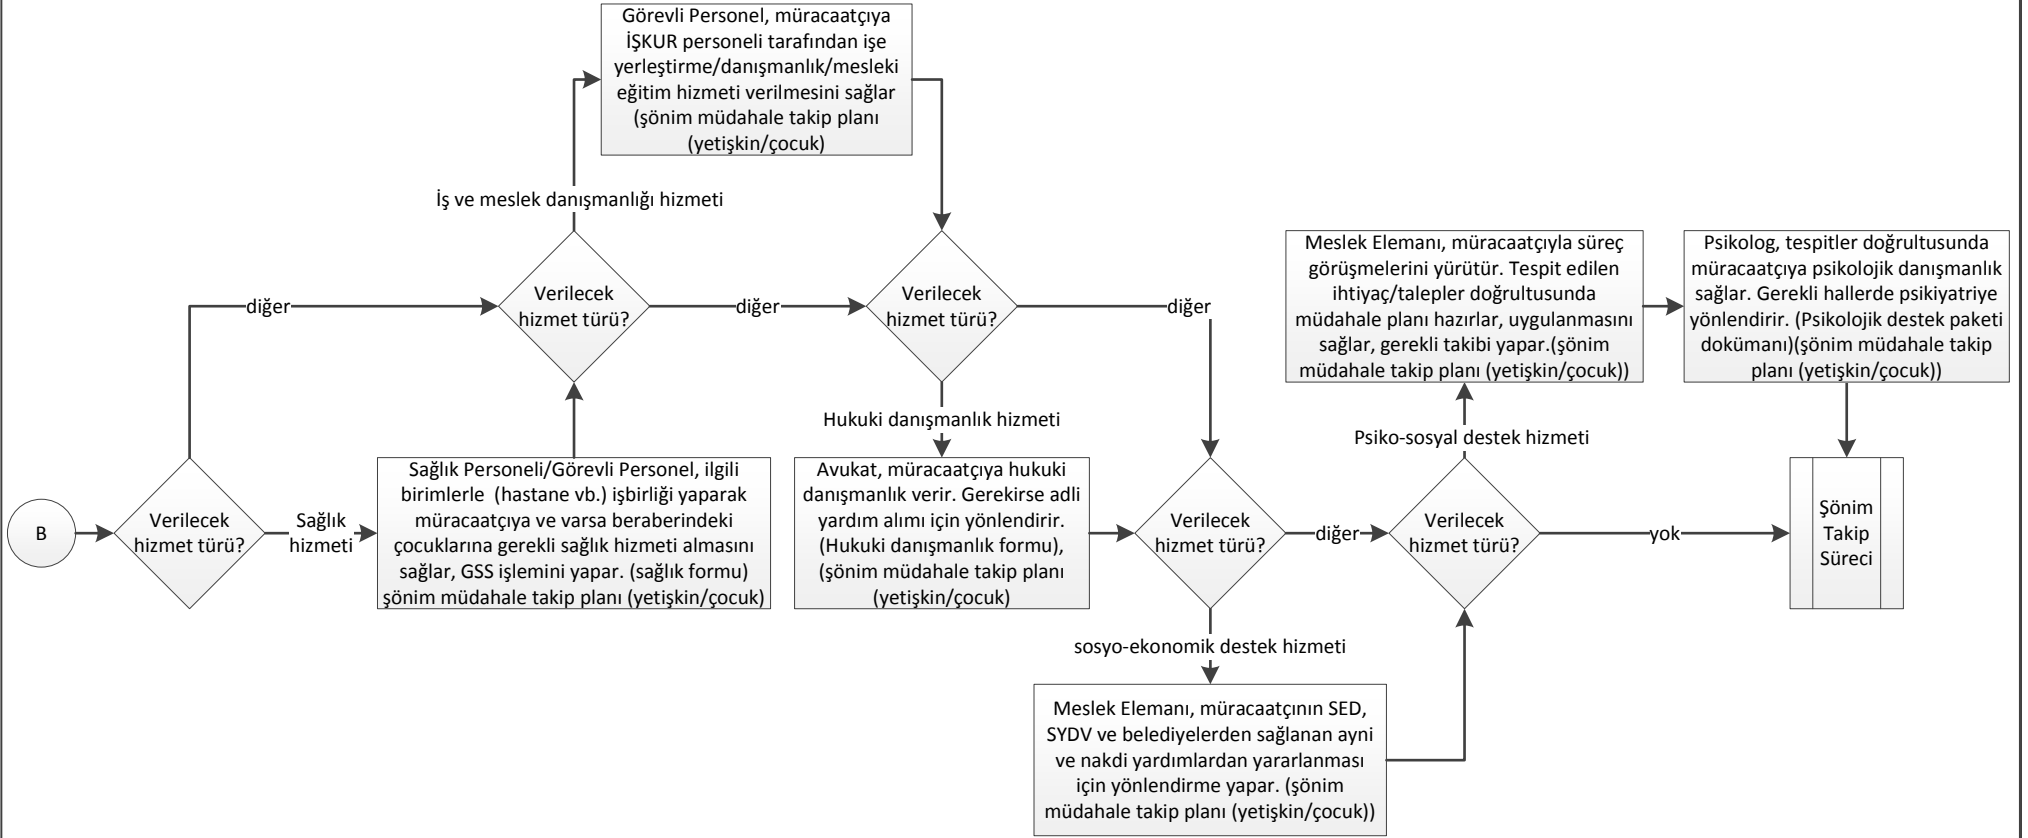 Görevli Personel, müracaatçıya
İŞKUR personeli tarafından işe
yerleştirme/danışmanlık/mesleki
eğitim hizmeti verilmesini sağlar
(şönim müdahale takip planı
(yetişkin/çocuk)
İş ve meslek danışmanlığı hizmeti
diğer
Verilecek
hizmet türü?
diğer
Verilecek
hizmet türü?
diğer
Meslek Elemanı, müracaatçıyla süreç
görüşmelerini yürütür. Tespit edilen
ihtiyaç/talepler doğrultusunda
müdahale planı hazırlar, uygulanmasını
sağlar, gerekli takibi yapar.(şönim
müdahale takip planı (yetişkin/çocuk))
Psikolog, tespitler doğrultusunda
müracaatçıya psikolojik danışmanlık
sağlar. Gerekli hallerde psikiyatriye
yönlendirir. (Psikolojik destek paketi
dokümanı)(şönim müdahale takip
planı (yetişkin/çocuk))
Hukuki danışmanlık hizmeti
Psiko-sosyal destek hizmeti
B
Verilecek
hizmet türü?
Sağlık
hizmeti
Sağlık Personeli/Görevli Personel, ilgili
birimlerle (hastane vb.) işbirliği yaparak
müracaatçıya ve varsa beraberindeki
çocuklarına gerekli sağlık hizmeti almasını
sağlar, GSS işlemini yapar. (sağlık formu)
şönim müdahale takip planı (yetişkin/çocuk)
Avukat, müracaatçıya hukuki
danışmanlık verir. Gerekirse adli
yardım alımı için yönlendirir.
(Hukuki danışmanlık formu),
(şönim müdahale takip planı
(yetişkin/çocuk)
Verilecek
hizmet türü?
diğer
Verilecek
hizmet türü?
yok
Şönim
Takip
Süreci
sosyo-ekonomik destek hizmeti
Meslek Elemanı, müracaatçının SED,
SYDV ve belediyelerden sağlanan ayni
ve nakdi yardımlardan yararlanması
için yönlendirme yapar. (şönim
müdahale takip planı (yetişkin/çocuk))